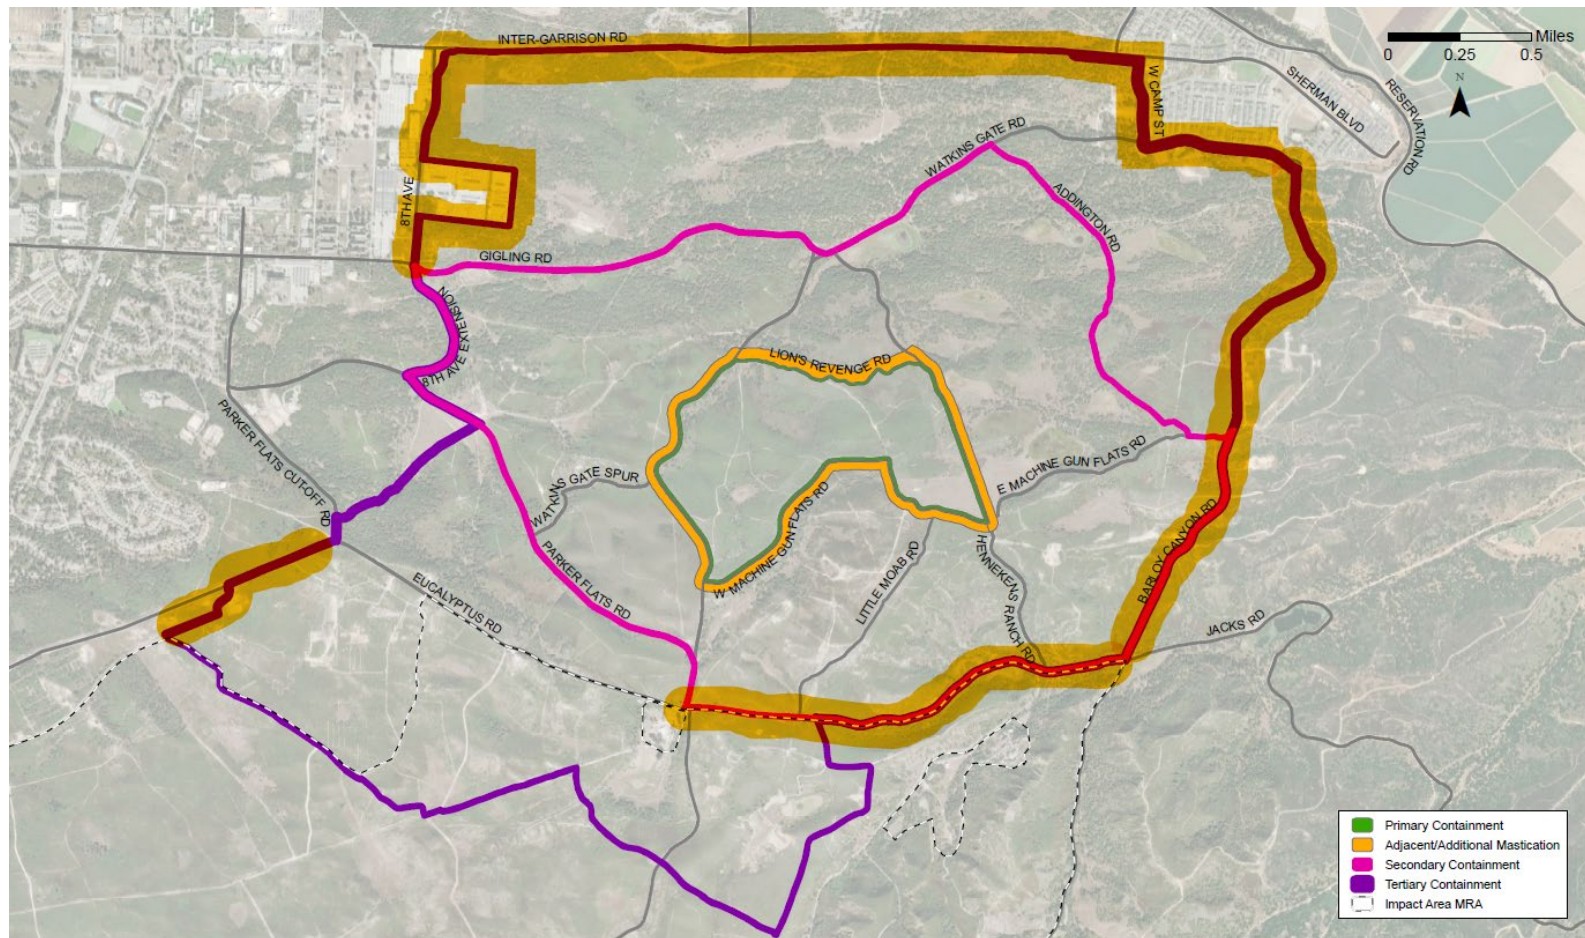 INTER-GARRISON RD
Miles
0 0.25 0.5
N
W CAMP ST
SHERMAN BLVD
RESERVATION RD
WATKINS GATE RD
8TH AVE
ADDINGTON RD
GIGLING RD
8TH AVE EXTENSION
LION'S REVENGE RD
PARKER FLATS CUT-OFF RD
WATKINS GATE SPUR
E MACHINE GUN FLATS RD
W MACHINE GUN FLATS RD
BARLOY CANYON RD
PARKER FLATS RD
EUCALYPTUS RD
LITTLE MOAB RD
HENNEKENS RANCH RD
JACKS RD
Primary Containment
Adjacent/Additional Mastication
Secondary Containment
Tertiary Containment
Impact Area MRA